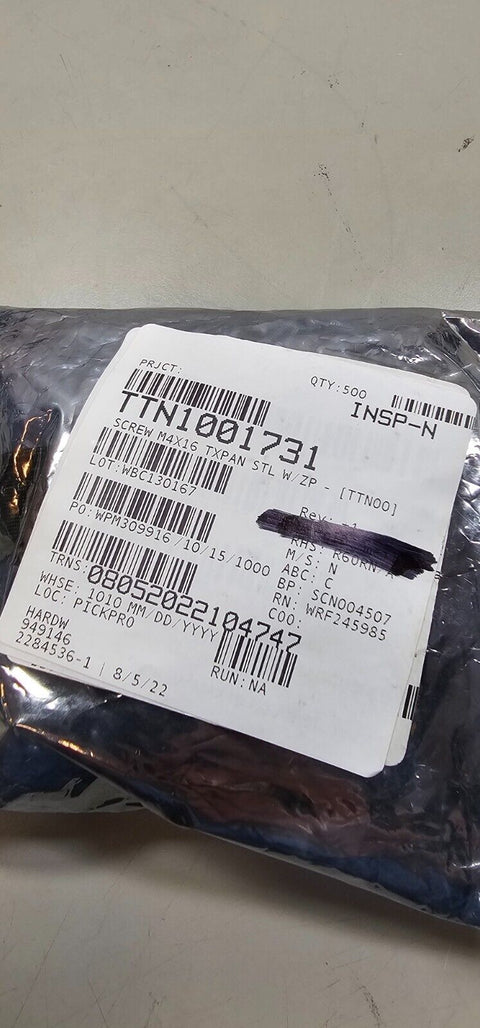 PRJCT:
QTY:500
INSP-N
TTN1001731
SCREW M4X16 TXPAN STL W/ZP - [TTN00]
LOT:WBC130167
Rev:
RHS:
M/S: N
PO:WPM309916 /10/15/1000
ABC: C
BP: SCN004507
RN: WRF245985
COO:
TRNS:08052022104747
WHSE: 1010 MM/DD/YYYY
LOC: PICKPRO
RUN:NA
HARDW
949146
2284536-1 | 8/5/22